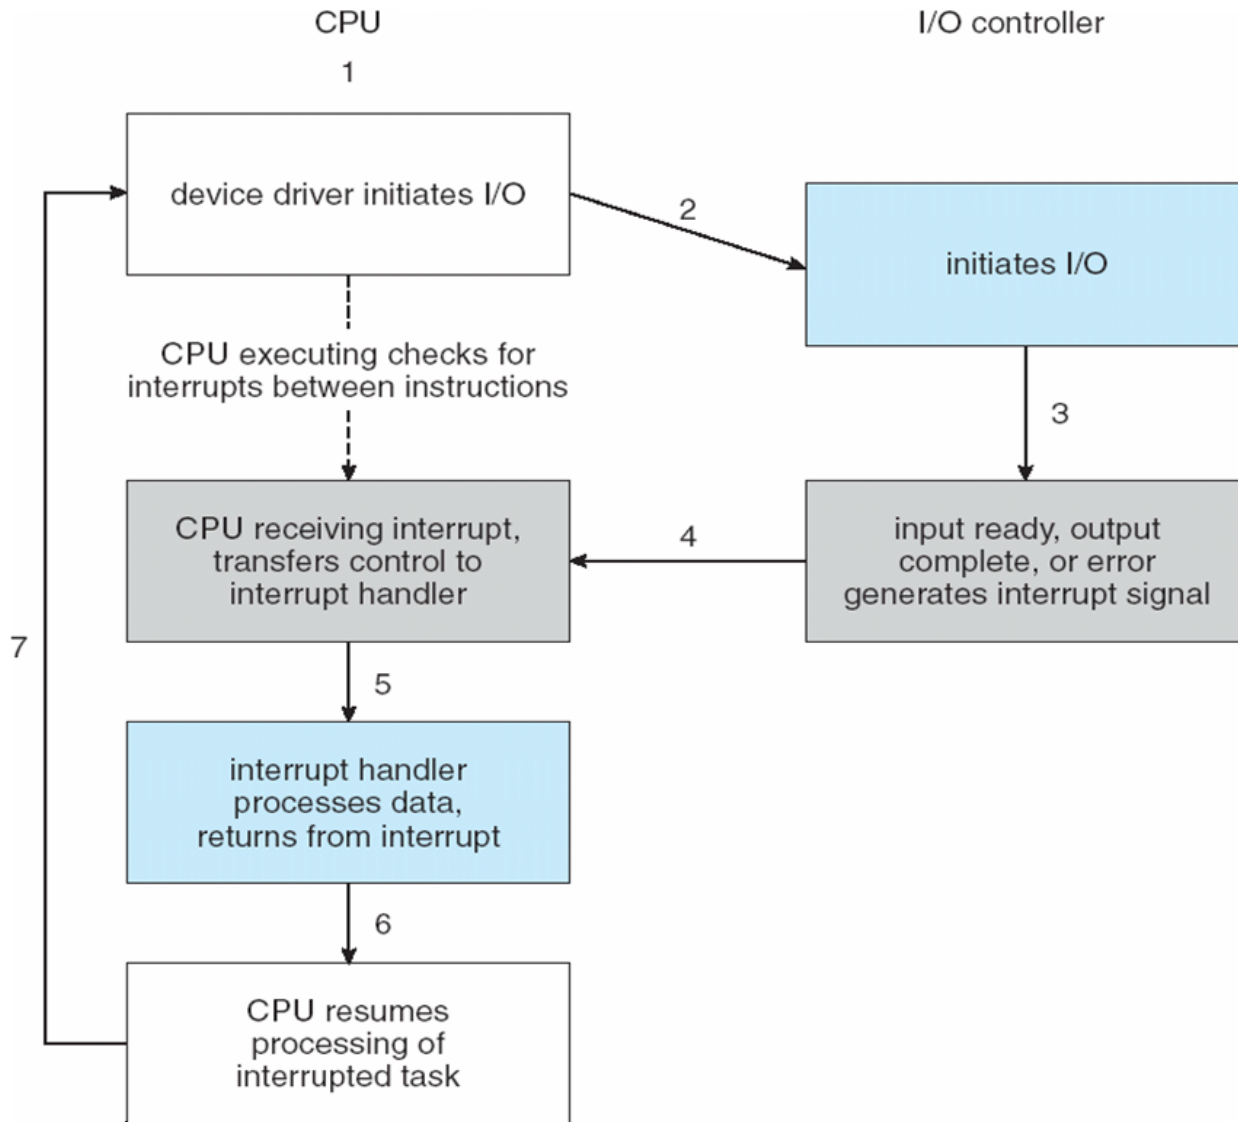 CPU
I/O controller
1
device driver initiates I/O
2
initiates I/O
CPU executing checks for
interrupts between instructions
3
CPU receiving interrupt,
transfers control to
interrupt handler
4
input ready, output
complete, or error
generates interrupt signal
7
5
interrupt handler
processes data,
returns from interrupt
6
CPU resumes
processing of
interrupted task